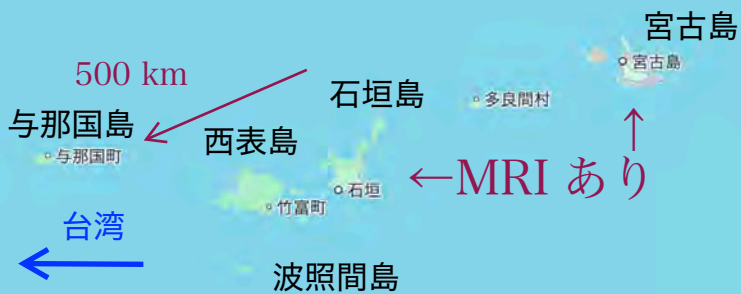 宮古島
宮古島
500 km
石垣島
多良間村
与那国島
与那国町
西表島
←MRI あり
↑
石垣
竹富町
台湾
波照間島